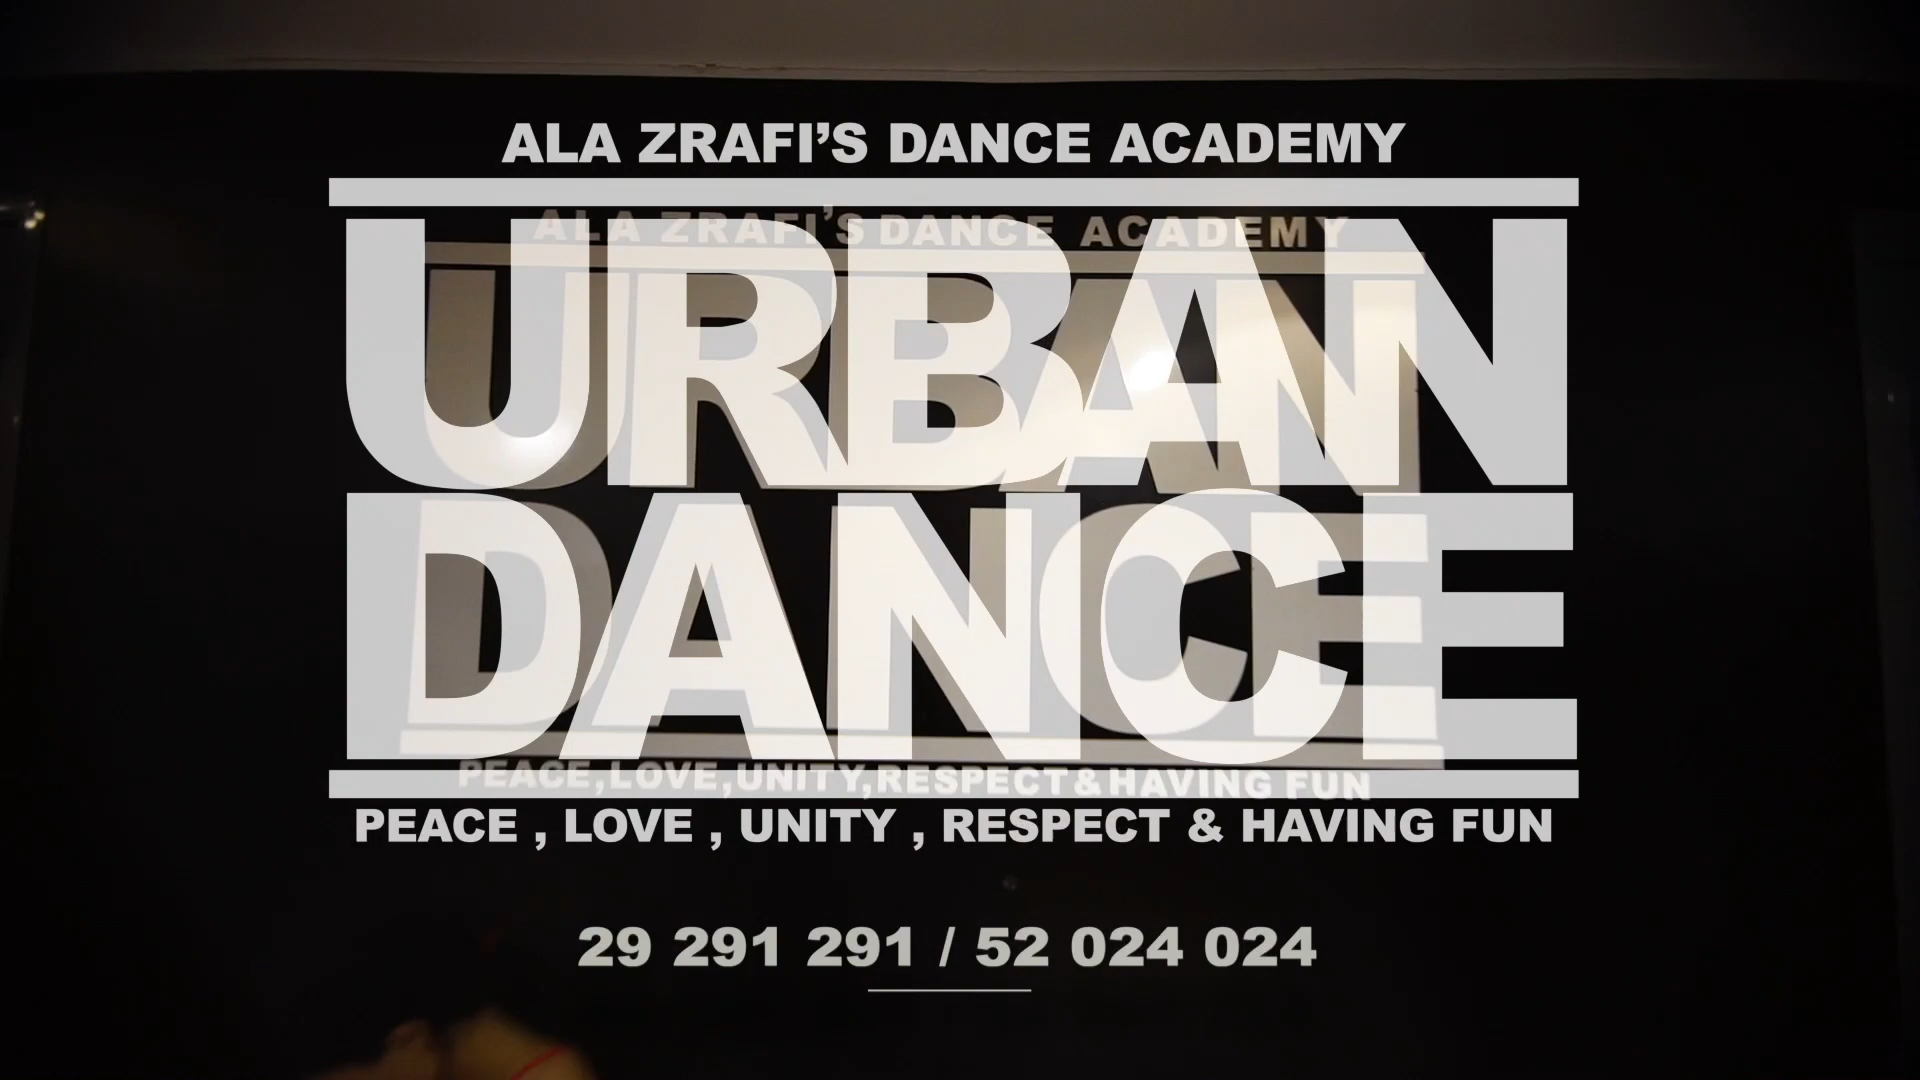 ALA ZRAFI’S DANCE ACADEMY
ALA ZRAFI'S DANCE ACADEMY
URBAN
URBAN
DANCE
DANCE
PEACE,LOVE,UNITY,RESPECT&HAVING FUN
PEACE , LOVE , UNITY , RESPECT & HAVING FUN
29 291 291 / 52 024 024